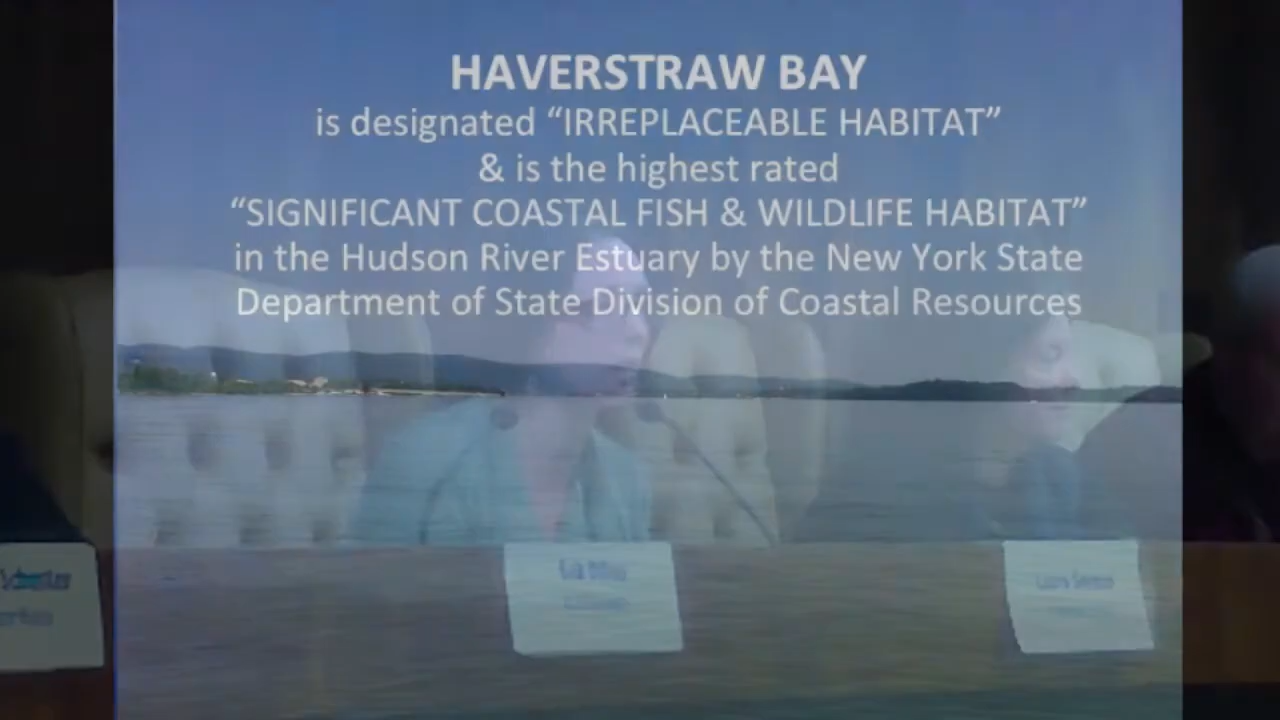 HAVERSTRAW BAY
is designated “IRREPLACEABLE HABITAT”
& is the highest rated
“SIGNIFICANT COASTAL FISH & WILDLIFE HABITAT”
in the Hudson River Estuary by the New York State
Department of State Division of Coastal Resources